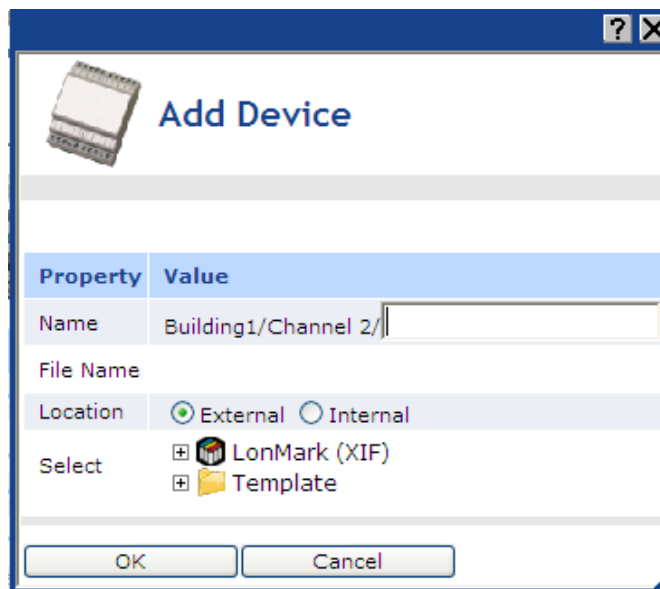 ? X
Add Device
Property Value
Name Building1/Channel 2/
File Name
Location External Internal
Select LonMark (XIF)
Template
OK Cancel